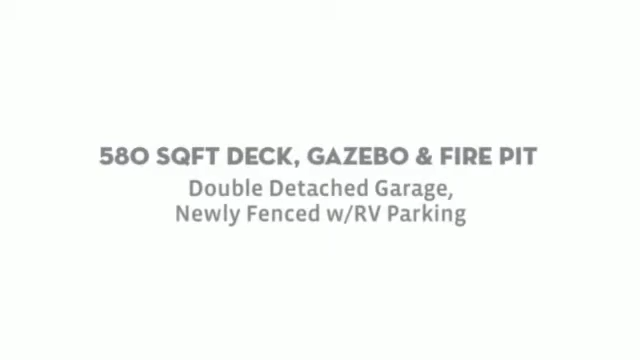 580 SQFT DECK, GAZEBO & FIRE PIT
Double Detached Garage,
Newly Fenced w/RV Parking